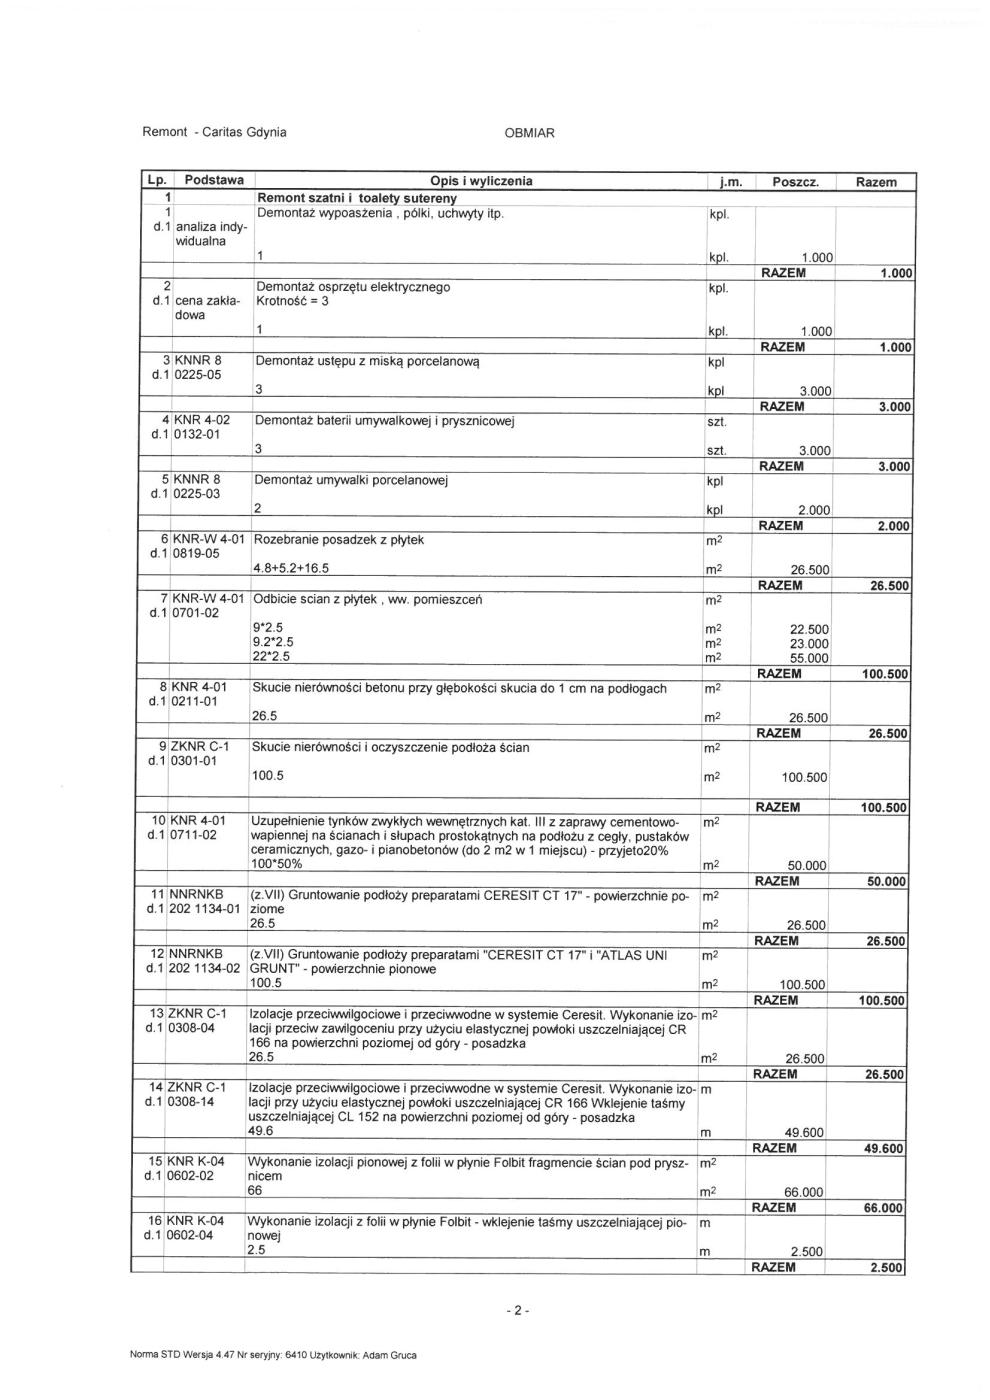 Remont - Caritas Gdynia OBMIAR
Lp. Podstawa Opis i wyliczenia j.m. Poszcz. Razem
1 Remont szatni i toalety sutereny
1 Demontaż wypoasżenia , pólki, uchwyty itp. kpl.
d.1 analiza indy-
widualna
1 kpl. 1.000
RAZEM 1.000
2 Demontaż osprzętu elektrycznego kpl.
d.1 cena zakła- Krotność = 3
dowa
1 kpl. 1.000
RAZEM 1.000
3 KNNR 8 Demontaż ustępu z miską porcelanową kpl
d.1 0225-05
3 kpl 3.000
RAZEM 3.000
4 KNR 4-02 Demontaż baterii umywalkowej i prysznicowej szt.
d.1 0132-01
3 szt. 3.000
RAZEM 3.000
5 KNNR 8 Demontaż umywalki porcelanowej kpl
d.1 0225-03
2 kpl 2.000
RAZEM 2.000
6 KNR-W 4-01 Rozebranie posadzek z płytek m2
d.1 0819-05
4.8+5.2+16.5 m2 26.500
RAZEM 26.500
7 KNR-W 4-01 Odbicie scian z płytek , ww. pomieszceń m2
d.1 0701-02
9*2.5 m2 22.500
9.2*2.5 m2 23.000
22*2.5 m2 55.000
RAZEM 100.500
8 KNR 4-01 Skucie nierówności betonu przy głębokości skucia do 1 cm na podłogach m2
d.1 0211-01
26.5 m2 26.500
RAZEM 26.500
9 ZKNR C-1 Skucie nierówności i oczyszczenie podłoża ścian m2
d.1 0301-01
100.5 m2 100.500
RAZEM 100.500
10 KNR 4-01 Uzupełnienie tynków zwykłych wewnętrznych kat. III z zaprawy cementowo- m2
d.1 0711-02 wapiennej na ścianach i słupach prostokątnych na podłożu z cegły, pustaków
ceramicznych, gazo- i pianobetonów (do 2 m2 w 1 miejscu) - przyjeto20%
100*50% m2 50.000
RAZEM 50.000
11 NNRNKB (z.VII) Gruntowanie podłoży preparatami CERESIT CT 17" - powierzchnie po- m2
d.1 202 1134-01 ziome
26.5 m2 26.500
RAZEM 26.500
12 NNRNKB (z.VII) Gruntowanie podłoży preparatami "CERESIT CT 17" i "ATLAS UNI m2
d.1 202 1134-02 GRUNT" - powierzchnie pionowe
100.5 m2 100.500
RAZEM 100.500
13 ZKNR C-1 Izolacje przeciwwilgociowe i przeciwwodne w systemie Ceresit. Wykonanie izo- m2
d.1 0308-04 lacji przeciw zawilgoceniu przy użyciu elastycznej powłoki uszczelniającej CR
166 na powierzchni poziomej od góry - posadzka
26.5 m2 26.500
RAZEM 26.500
14 ZKNR C-1 Izolacje przeciwwilgociowe i przeciwwodne w systemie Ceresit. Wykonanie izo- m
d.1 0308-14 lacji przy użyciu elastycznej powłoki uszczelniającej CR 166 Wklejenie taśmy
uszczelniającej CL 152 na powierzchni poziomej od góry - posadzka
49.6 m 49.600
RAZEM 49.600
15 KNR K-04 Wykonanie izolacji pionowej z folii w płynie Folbit fragmencie ścian pod prysz- m2
d.1 0602-02 nicem
66 m2 66.000
RAZEM 66.000
16 KNR K-04 Wykonanie izolacji z folii w płynie Folbit - wklejenie taśmy uszczelniającej pio- m
d.1 0602-04 nowej
2.5 m 2.500
RAZEM 2.500
- 2 -
Norma STD Wersja 4.47 Nr seryjny: 6410 Użytkownik: Adam Gruca